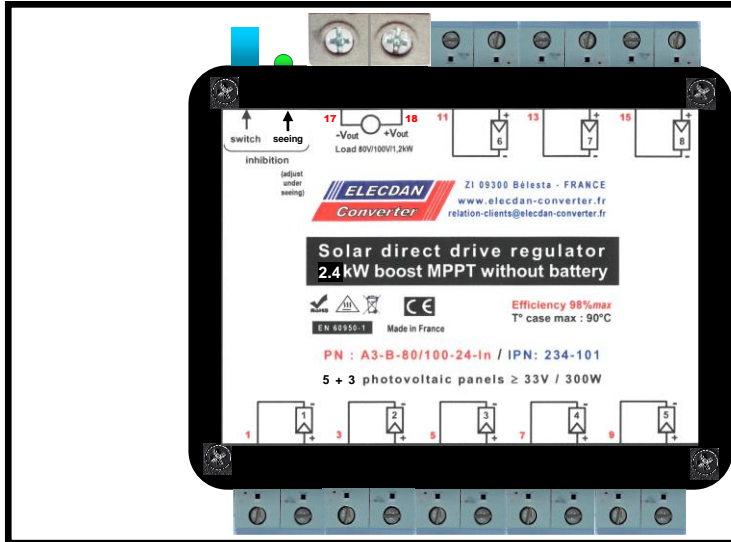 17 18 11 + 13 + 15 +
-Vout +Vout
6 7 8
switch seeing
Load 80V/100V/1,2kW
- - -
inhibition
(adjust
under
seeing)
ELECDAN
Converter
ZI 09300 Bélesta - FRANCE
www.elecdan-converter.fr
relation-clients@elecdan-converter.fr
Solar direct drive regulator
2.4kW boost MPPT without battery
RoHS
CE
EN 60950-1
Made in France
Efficiency 98%max
T° case max : 90°C
PN : A3-B-80/100-24-In / IPN: 234-101
5 + 3 photovoltaic panels ≥ 33V / 300W
- - - - -
1 2 3 4 5
1 + 3 + 5 + 7 + 9 +